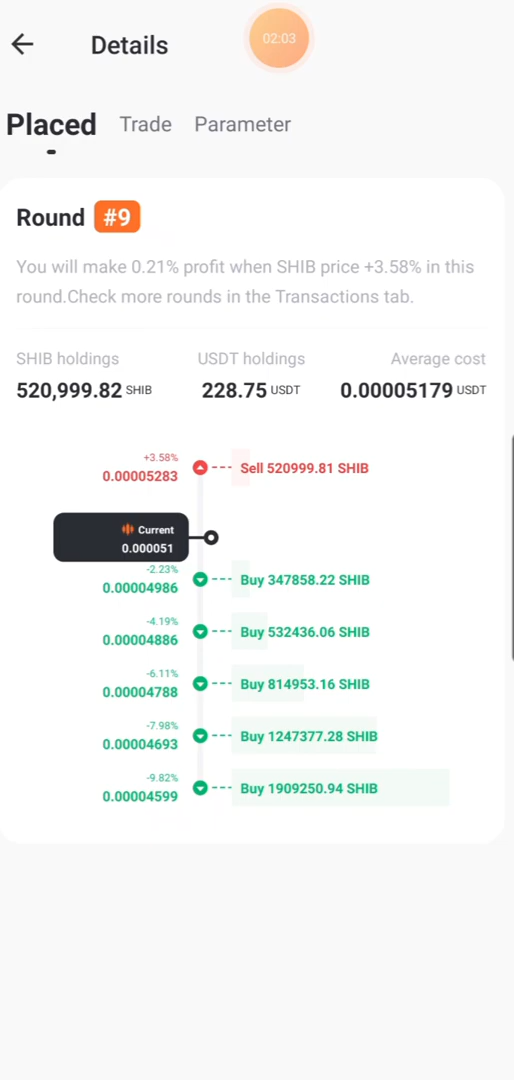 02:03
Details
Placed Trade Parameter
Round #9
You will make 0.21% profit when SHIB price +3.58% in this
round.Check more rounds in the Transactions tab.
SHIB holdings USDT holdings Average cost
520,999.82 SHIB 228.75 USDT 0.00005179 USDT
+3.58%
0.00005283 Sell 520999.81 SHIB
Current
0.000051
-2.23%
0.00004986 Buy 347858.22 SHIB
-4.19%
0.00004886 Buy 532436.06 SHIB
-6.11%
0.00004788 Buy 814953.16 SHIB
-7.98%
0.00004693 Buy 1247377.28 SHIB
-9.82%
0.00004599 Buy 1909250.94 SHIB